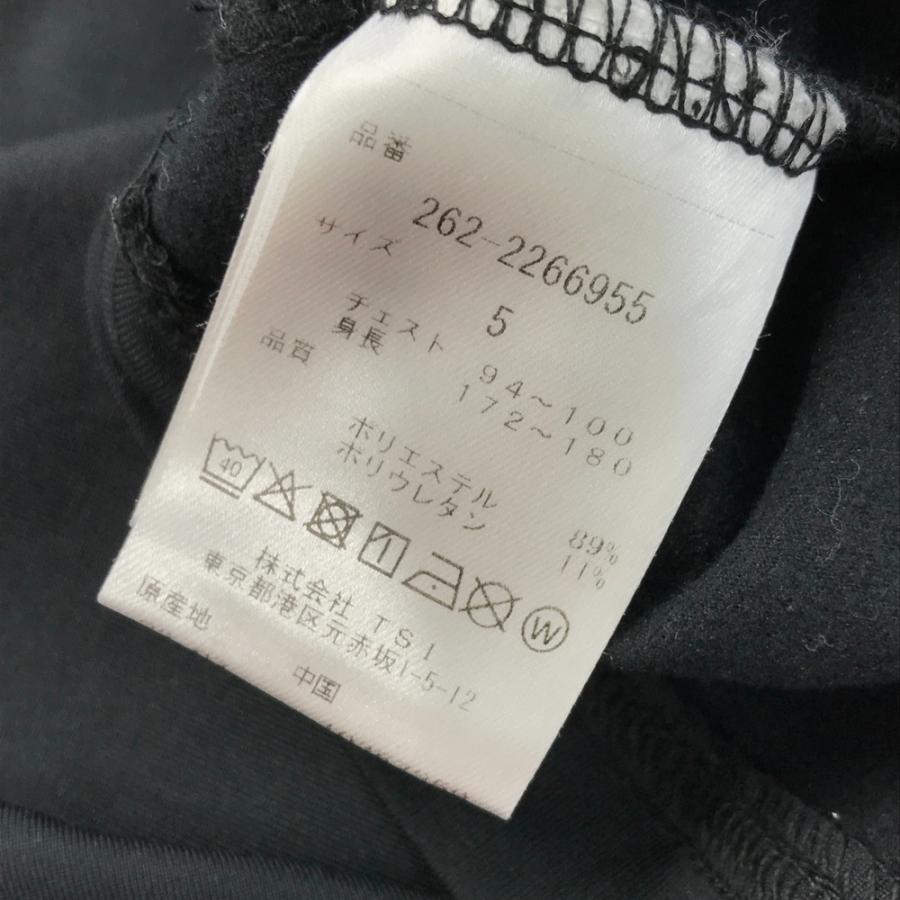 品番
262-2266955
サイズ
5
チェスト 94~100
身長 172~180
品質
ポリエステル 89%
ポリウレタン 11%
40
W
株式会社 TSI
東京都港区元赤坂1-5-12
原産地
中国